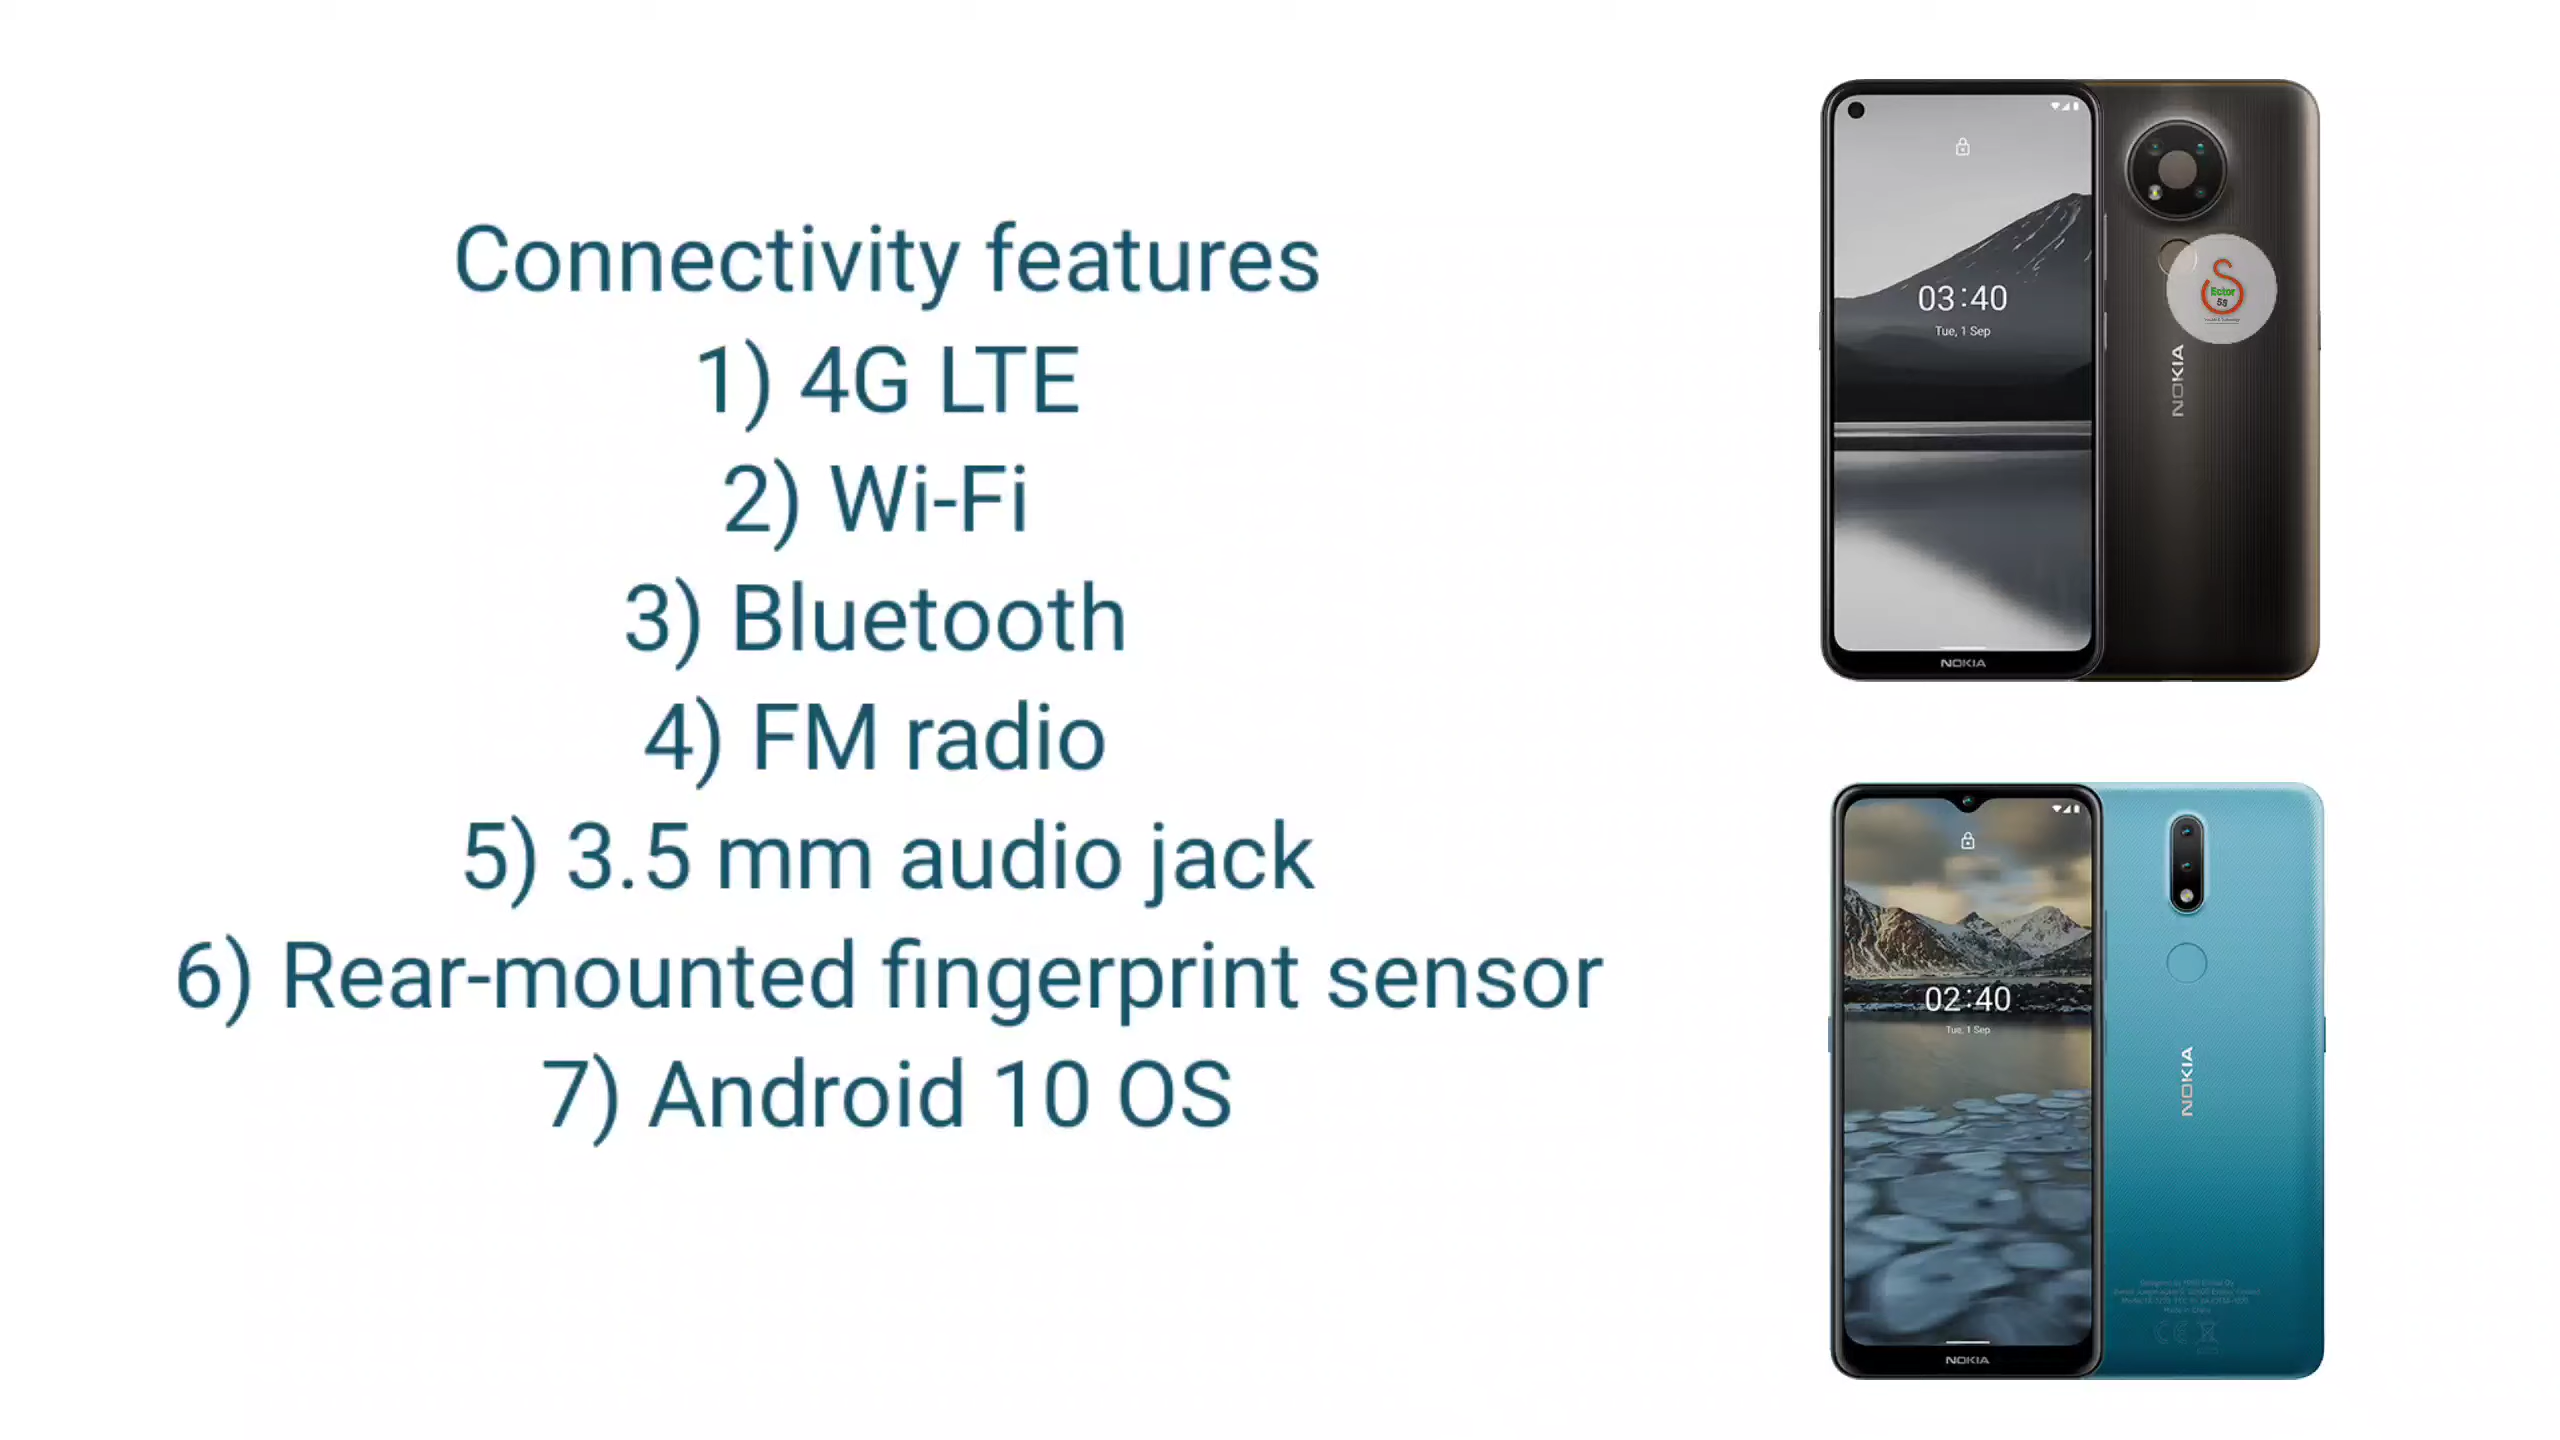 Connectivity features
1) 4G LTE
2) Wi-Fi
3) Bluetooth
4) FM radio
5) 3.5 mm audio jack
6) Rear-mounted fingerprint sensor
7) Android 10 OS
03:40
Tue, 1 Sep
NOKIA
Ector
NOKIA
02:40
Tue, 1 Sep
NOKIA
NOKIA